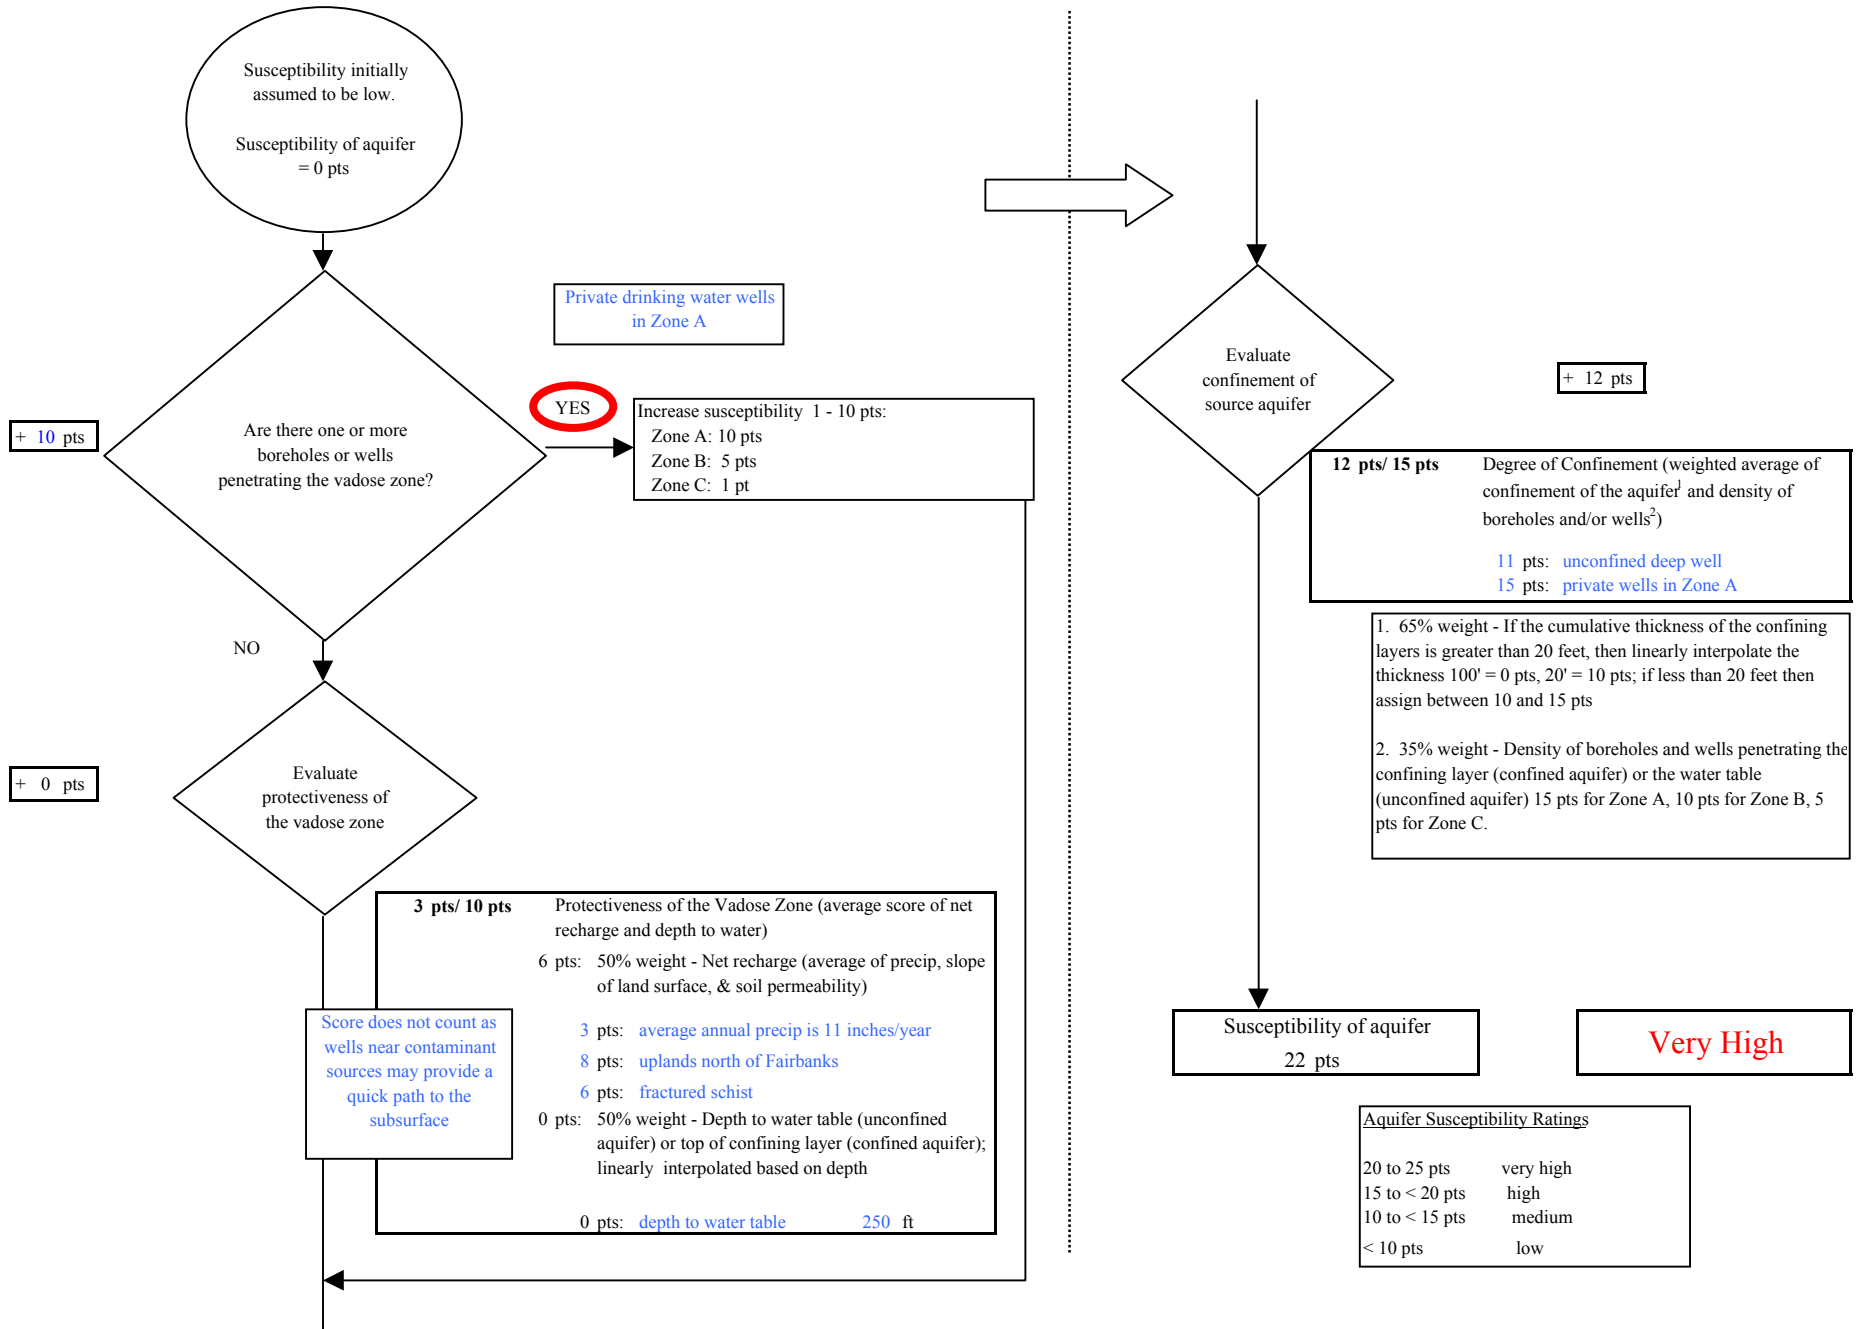 Susceptibility initially
assumed to be low.
Susceptibility of aquifer
= 0 pts
Private drinking water wells
in Zone A
YES
+ 10 pts
Are there one or more
boreholes or wells
penetrating the vadose zone?
Increase susceptibility 1 - 10 pts:
Zone A: 10 pts
Zone B: 5 pts
Zone C: 1 pt
NO
+ 0 pts
Evaluate
protectiveness of
the vadose zone
3 pts/ 10 pts Protectiveness of the Vadose Zone (average score of net
recharge and depth to water)
6 pts: 50% weight - Net recharge (average of precip, slope
of land surface, & soil permeability)
3 pts: average annual precip is 11 inches/year
8 pts: uplands north of Fairbanks
6 pts: fractured schist
0 pts: 50% weight - Depth to water table (unconfined
aquifer) or top of confining layer (confined aquifer);
linearly interpolated based on depth
0 pts: depth to water table 250 ft
Score does not count as
wells near contaminant
sources may provide a
quick path to the
subsurface
Evaluate
confinement of
source aquifer
+ 12 pts
12 pts/ 15 pts Degree of Confinement (weighted average of
confinement of the aquifer1 and density of
boreholes and/or wells2)
11 pts: unconfined deep well
15 pts: private wells in Zone A
1. 65% weight - If the cumulative thickness of the confining
layers is greater than 20 feet, then linearly interpolate the
thickness 100' = 0 pts, 20' = 10 pts; if less than 20 feet then
assign between 10 and 15 pts
2. 35% weight - Density of boreholes and wells penetrating the
confining layer (confined aquifer) or the water table
(unconfined aquifer) 15 pts for Zone A, 10 pts for Zone B, 5
pts for Zone C.
Susceptibility of aquifer
22 pts
Very High
Aquifer Susceptibility Ratings
20 to 25 pts very high
15 to < 20 pts high
10 to < 15 pts medium
< 10 pts low